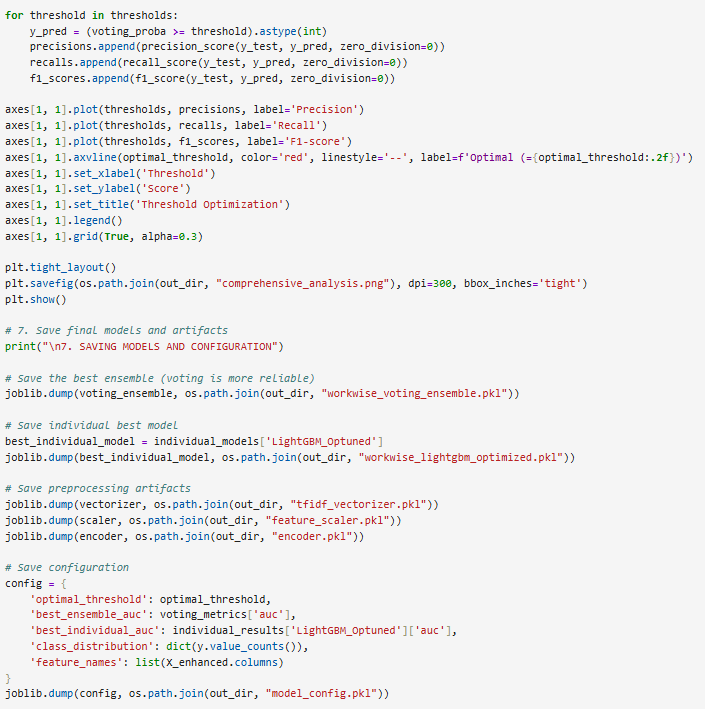 for threshold in thresholds:
    y_pred = (voting_proba >= threshold).astype(int)
    precisions.append(precision_score(y_test, y_pred, zero_division=0))
    recalls.append(recall_score(y_test, y_pred, zero_division=0))
    f1_scores.append(f1_score(y_test, y_pred, zero_division=0))

axes[1, 1].plot(thresholds, precisions, label='Precision')
axes[1, 1].plot(thresholds, recalls, label='Recall')
axes[1, 1].plot(thresholds, f1_scores, label='F1-score')
axes[1, 1].axvline(optimal_threshold, color='red', linestyle='--', label=f'Optimal (={optimal_threshold:.2f})')
axes[1, 1].set_xlabel('Threshold')
axes[1, 1].set_ylabel('Score')
axes[1, 1].set_title('Threshold Optimization')
axes[1, 1].legend()
axes[1, 1].grid(True, alpha=0.3)

plt.tight_layout()
plt.savefig(os.path.join(out_dir, "comprehensive_analysis.png"), dpi=300, bbox_inches='tight')
plt.show()

# 7. Save final models and artifacts
print("\n7. SAVING MODELS AND CONFIGURATION")

# Save the best ensemble (voting is more reliable)
joblib.dump(voting_ensemble, os.path.join(out_dir, "workwise_voting_ensemble.pkl"))

# Save individual best model
best_individual_model = individual_models['LightGBM_Optuned']
joblib.dump(best_individual_model, os.path.join(out_dir, "workwise_lightgbm_optimized.pkl"))

# Save preprocessing artifacts
joblib.dump(vectorizer, os.path.join(out_dir, "tfidf_vectorizer.pkl"))
joblib.dump(scaler, os.path.join(out_dir, "feature_scaler.pkl"))
joblib.dump(encoder, os.path.join(out_dir, "encoder.pkl"))

# Save configuration
config = {
    'optimal_threshold': optimal_threshold,
    'best_ensemble_auc': voting_metrics['auc'],
    'best_individual_auc': individual_results['LightGBM_Optuned']['auc'],
    'class_distribution': dict(y.value_counts()),
    'feature_names': list(X_enhanced.columns)
}
joblib.dump(config, os.path.join(out_dir, "model_config.pkl"))